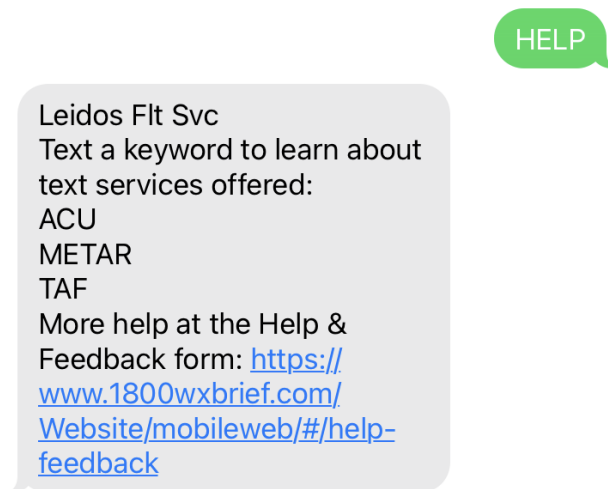 HELP
Leidos Flt Svc
Text a keyword to learn about
text services offered:
ACU
METAR
TAF
More help at the Help &
Feedback form: https://
www.1800wxbrief.com/
Website/mobileweb/#/help-
feedback